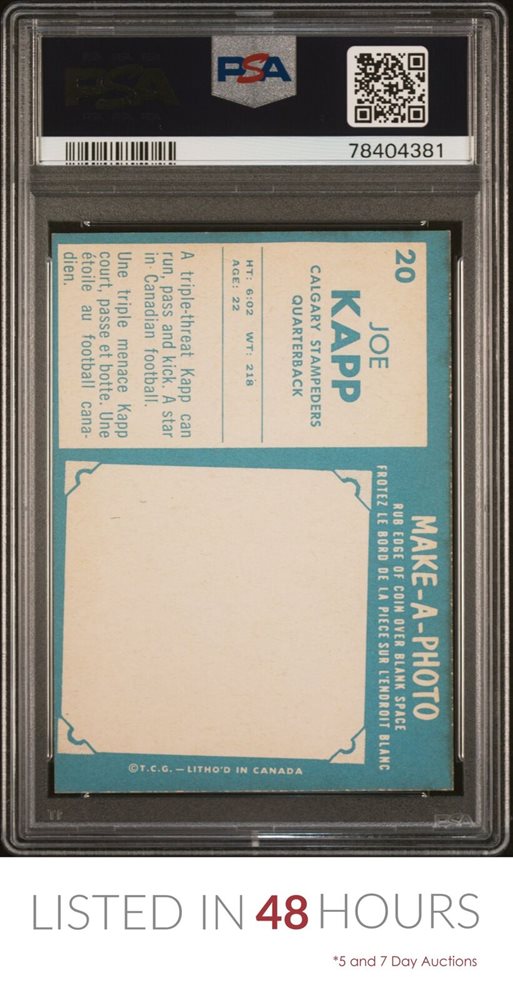 PSA
78404381
20
JOE
KAPP
CALGARY STAMPEDERS
QUARTERBACK
HT: 6:02 WT: 218
AGE: 22
A triple-threat Kapp can
run, pass and kick. A star
in Canadian football.
Une triple menace Kapp
court, passe et botte. Une
étoile au football cana-
dien.
MAKE-A-PHOTO
RUB EDGE OF COIN OVER BLANK SPACE
FROTEZ LE BORD DE LA PIECE SUR L'ENDROIT BLANC
©T.C.G. — LITHO'D IN CANADA
PSA
LISTED IN 48 HOURS
*5 and 7 Day Auctions